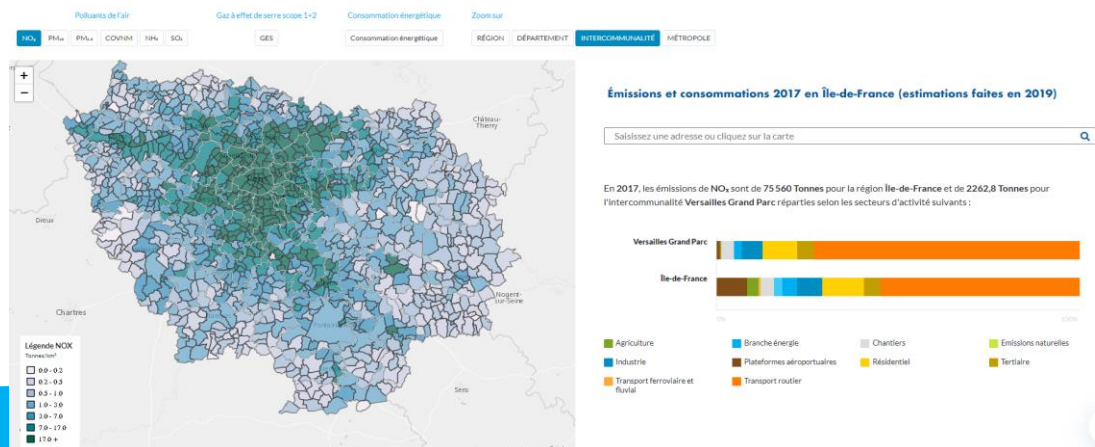 Polluants de l'air
Gaz à effet de serre scope 1+2
Consommation énergétique
Zoom sur
NOₓ
PM₁₀
PM₂.₅
COVNM
NH₃
SO₂
GES
Consommation énergétique
RÉGION
DÉPARTEMENT
INTERCOMMUNALITÉ
MÉTROPOLE
+
−
Émissions et consommations 2017 en Île-de-France (estimations faites en 2019)
Saisissez une adresse ou cliquez sur la carte
En 2017, les émissions de NOₓ sont de 75 560 Tonnes pour la région Île-de-France et de 2262,8 Tonnes pour
l'intercommunalité Versailles Grand Parc réparties selon les secteurs d'activité suivants :
Versailles Grand Parc
Île-de-France
0%
100%
Agriculture
Branche énergie
Chantiers
Emissions naturelles
Industrie
Plateformes aéroportuaires
Résidentiel
Tertiaire
Transport ferroviaire et
fluvial
Transport routier
Château-
Thierry
Dreux
Chartres
Nogent-
sur-Seine
Sens
Légende NOX
Tonnes/km²
0.0 - 0.2
0.2 - 0.5
0.5 - 1.0
1.0 - 3.0
3.0 - 7.0
7.0 - 17.0
17.0 +